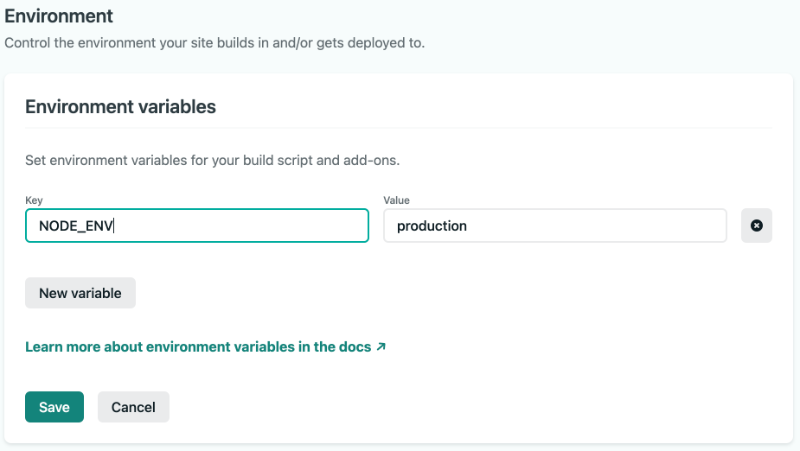 Environment
Control the environment your site builds in and/or gets deployed to.
Environment variables
Set environment variables for your build script and add-ons.
Key Value
NODE_ENV production
New variable
Learn more about environment variables in the docs ↗
Save Cancel